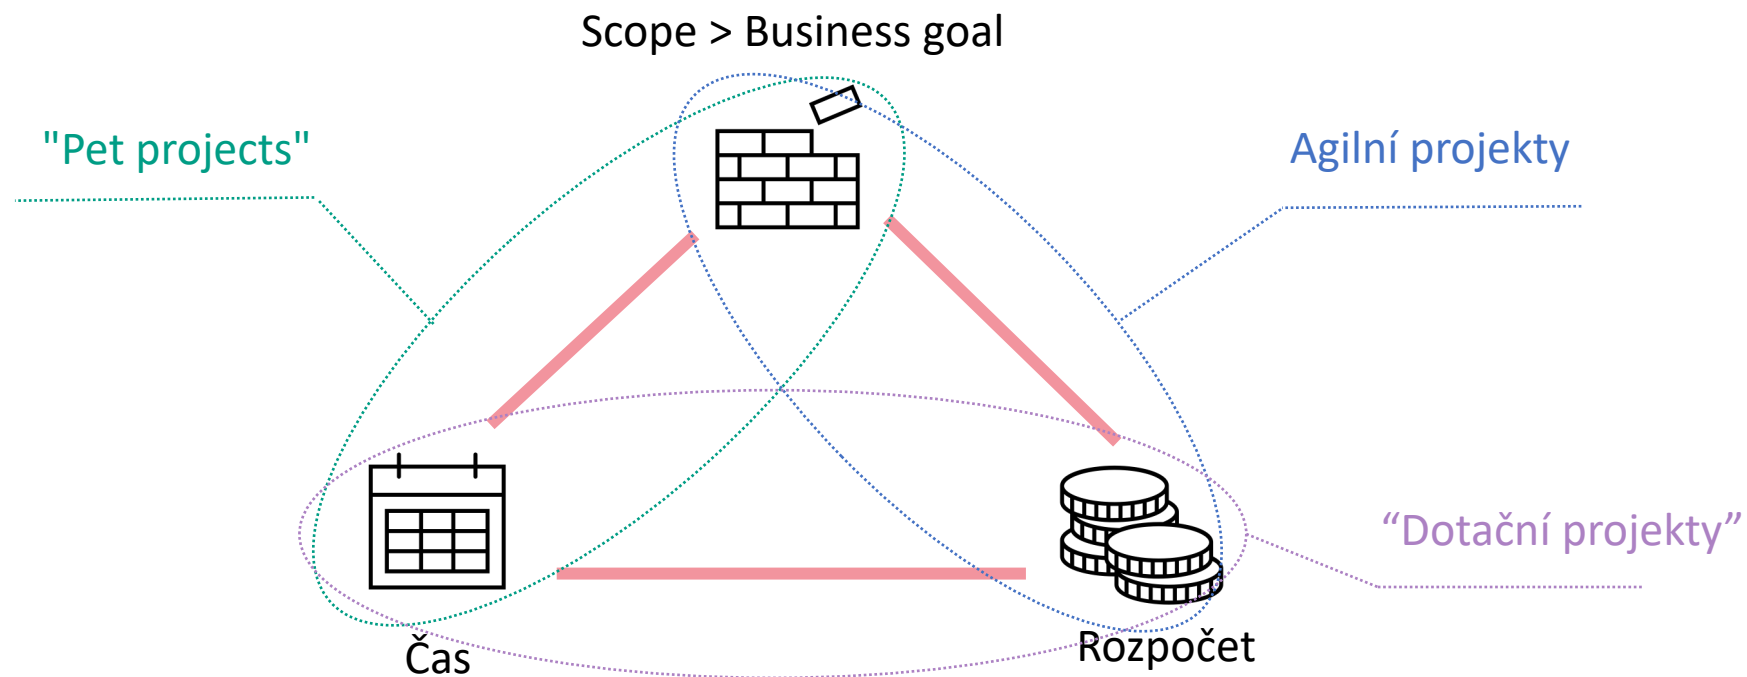 Scope > Business goal
"Pet projects"
Agilní projekty
“Dotační projekty”
Čas
Rozpočet